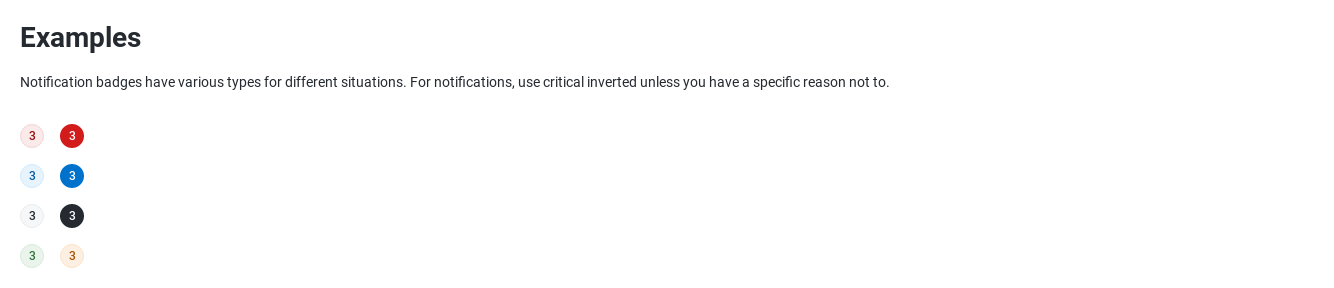 Examples
Notification badges have various types for different situations. For notifications, use critical inverted unless you have a specific reason not to.
3 3
3 3
3 3
3 3